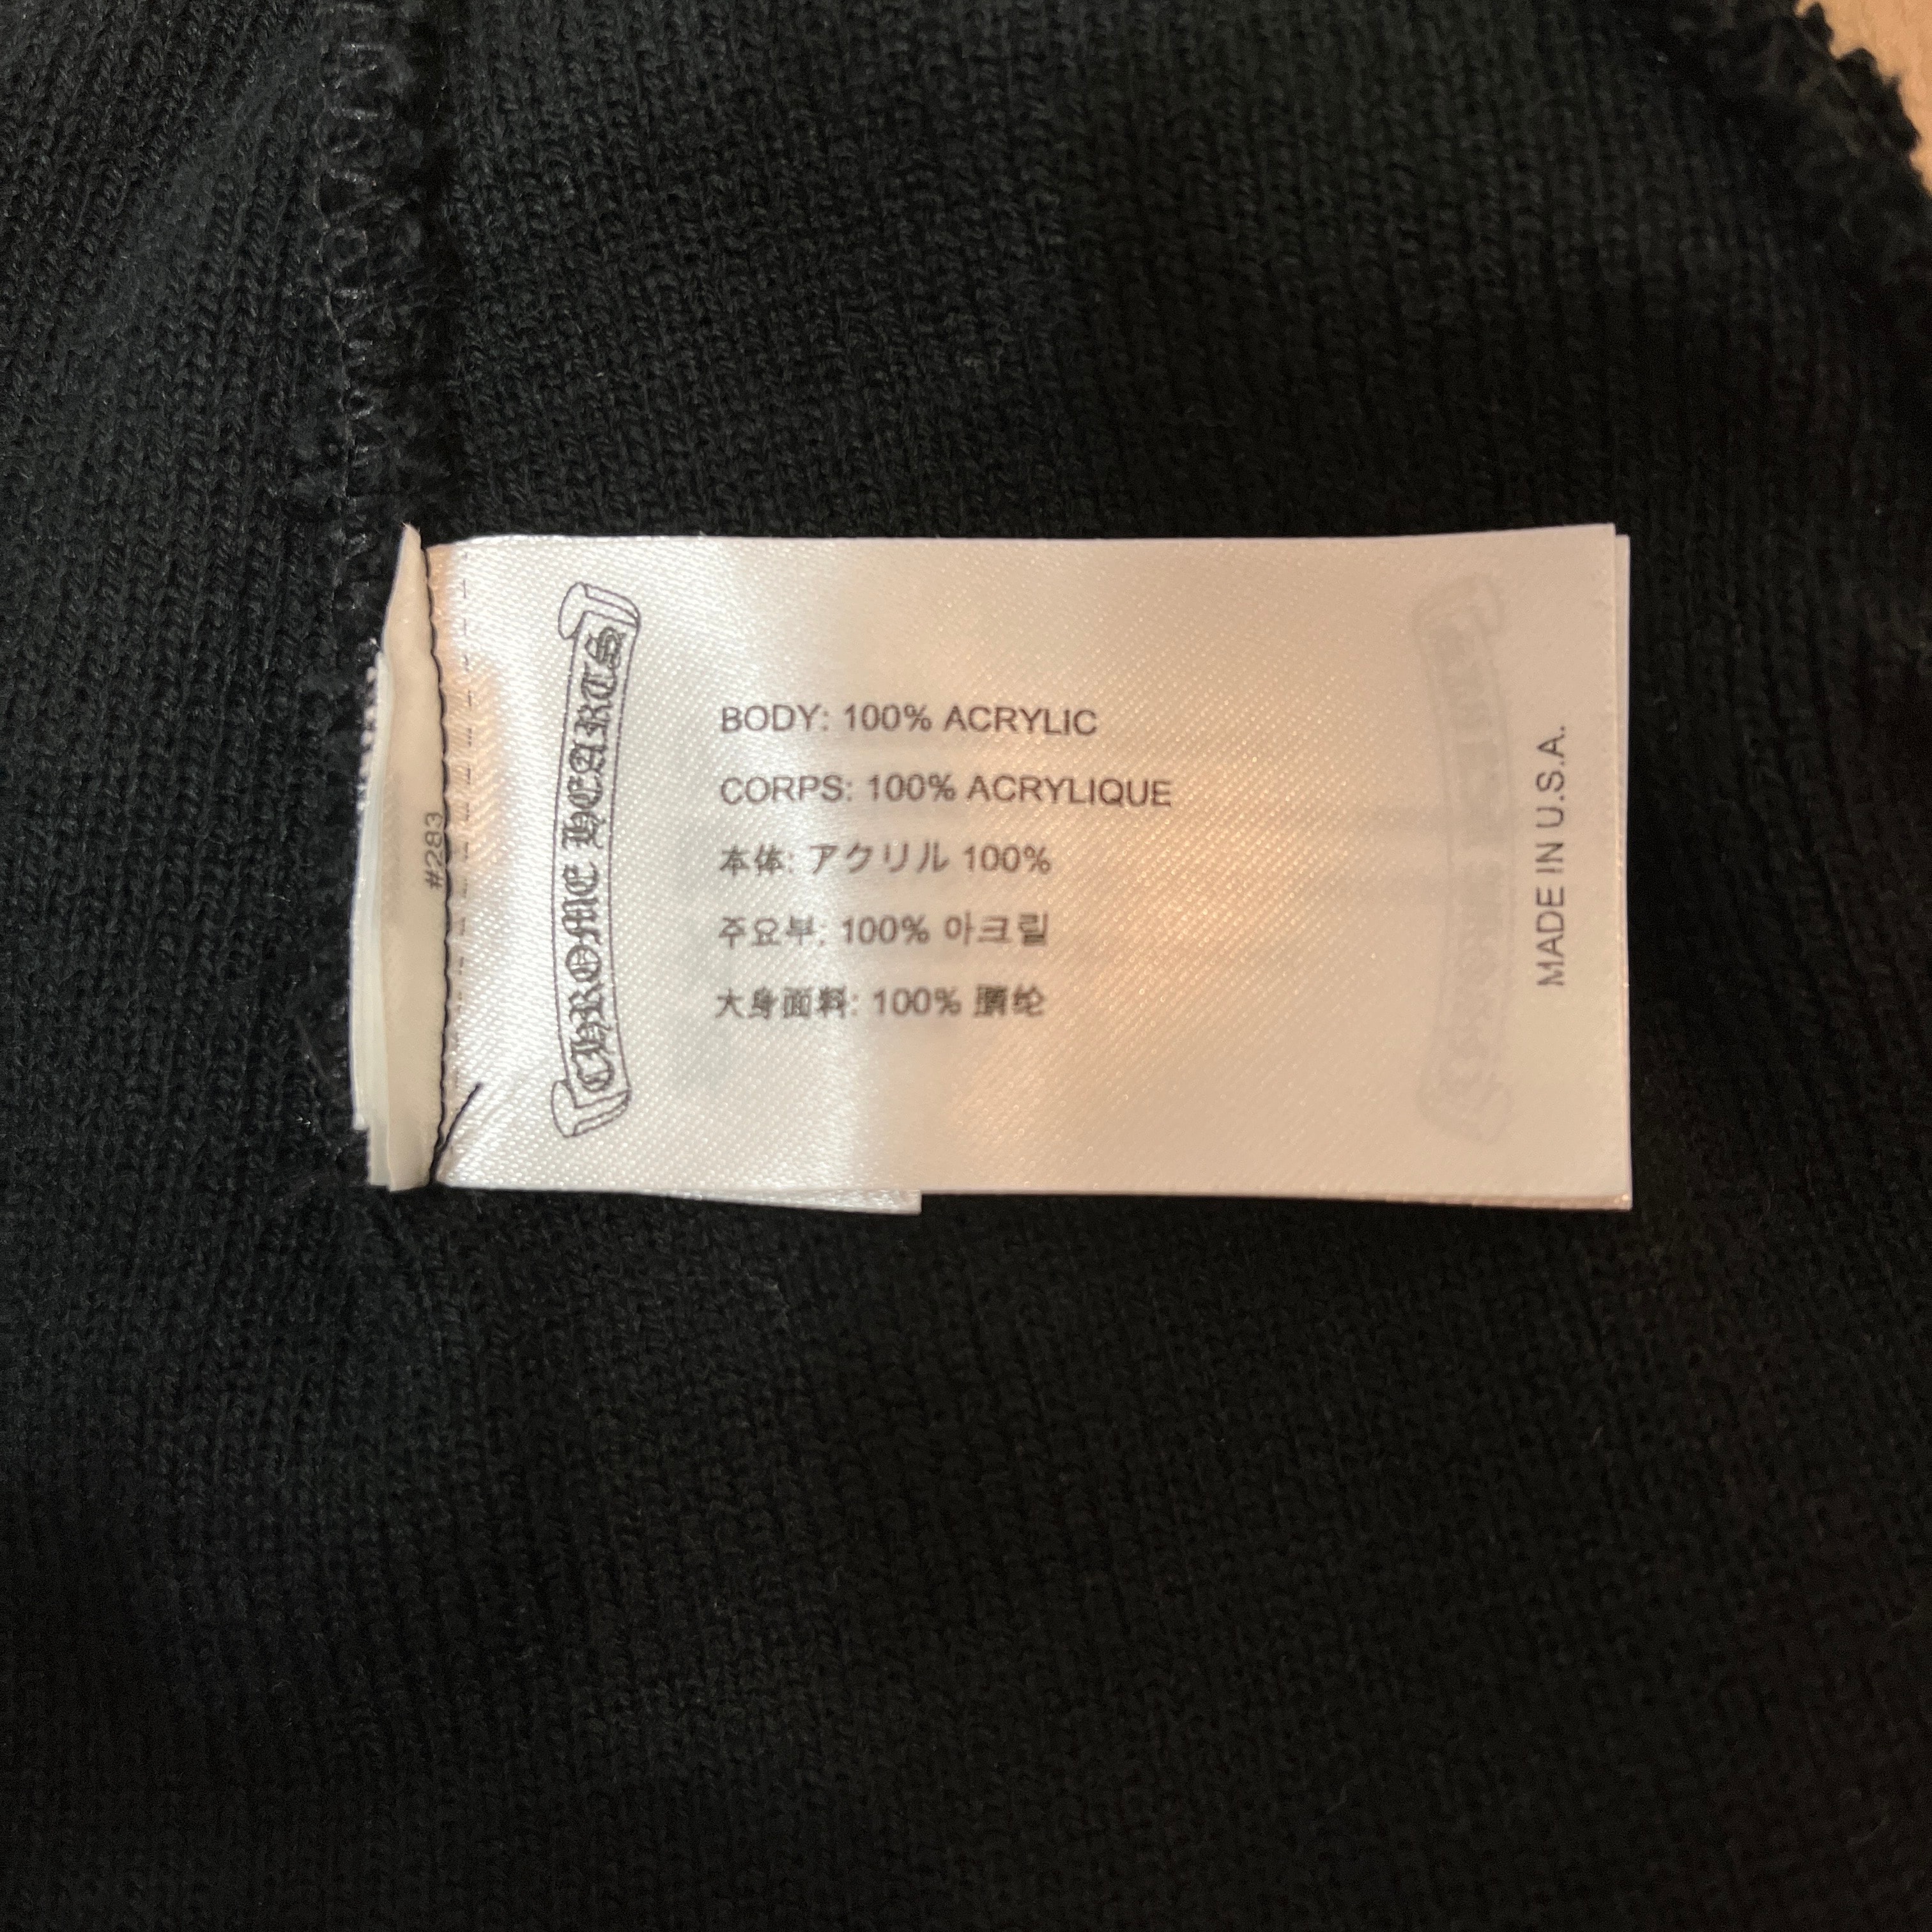 CHROME HEARTS
BODY: 100% ACRYLIC
CORPS: 100% ACRYLIQUE
本体: アクリル 100%
주요부: 100% 아크릴
大身面料: 100% 腈纶
MADE IN U.S.A.
#283